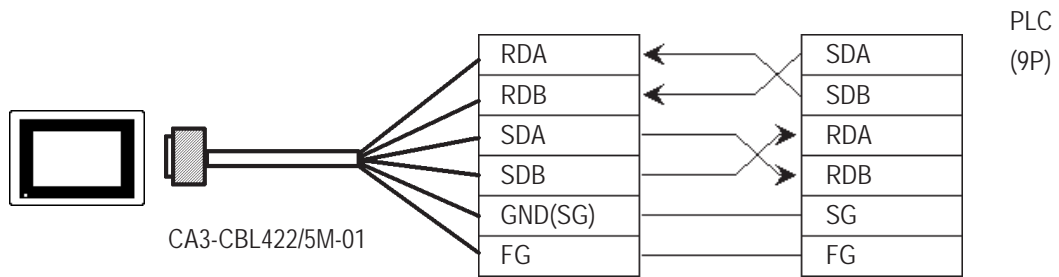 PLC
(9P)
RDA SDA
RDB SDB
SDA RDA
SDB RDB
GND(SG) SG
FG FG
CA3-CBL422/5M-01